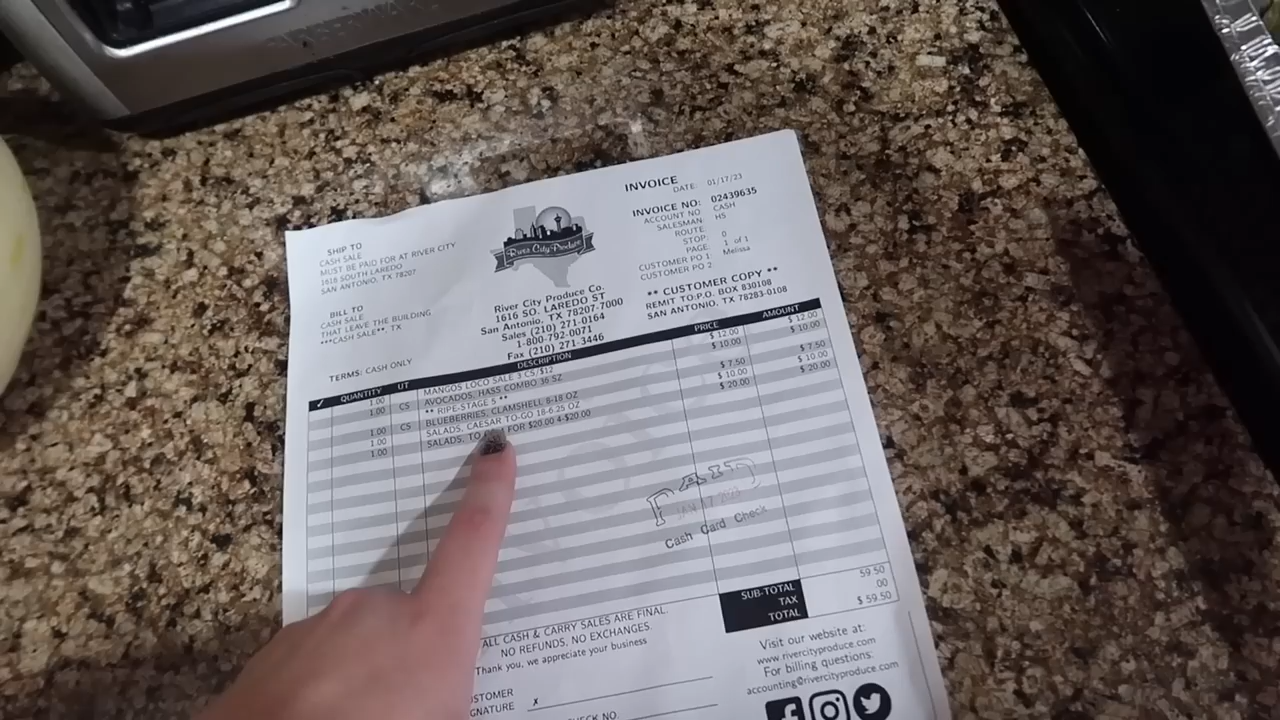 INVOICE
DATE: 01/17/23
INVOICE NO: 02439635
ACCOUNT NO CASH
SALESMAN: HS
ROUTE:
STOP: 0
PAGE: 1 of 1
CUSTOMER PO 1: Melissa
CUSTOMER PO 2
SHIP TO
CASH SALE
MUST BE PAID FOR AT RIVER CITY
1616 SOUTH LAREDO
SAN ANTONIO, TX 78207
BILL TO
CASH SALE
THAT LEAVE THE BUILDING
***CASH SALE**, TX
TERMS: CASH ONLY
River City Produce
River City Produce Co.
1616 SO. LAREDO ST
San Antonio, TX 78207-7000
Sales (210) 271-0164
1-800-792-0071
Fax (210) 271-3446
** CUSTOMER COPY **
REMIT TO:P.O. BOX 830108
SAN ANTONIO, TX 78283-0108
✓ QUANTITY UT DESCRIPTION PRICE AMOUNT
1.00 MANGOS LOCO SALE 3 CS/$12 $ 12.00 $ 12.00
1.00 CS AVOCADOS, HASS COMBO 36 SZ $ 10.00 $ 10.00
** RIPE-STAGE 5 **
1.00 CS BLUEBERRIES, CLAMSHELL 8-18 OZ $ 7.50 $ 7.50
1.00 SALADS, CAESAR TO-GO 18-6.25 OZ $ 10.00 $ 10.00
1.00 SALADS, TO FOR $20.00 4-$20.00 $ 20.00 $ 20.00
PAID
JAN 17 2023
Cash Card Check
SUB-TOTAL 59.50
TAX .00
TOTAL $ 59.50
ALL CASH & CARRY SALES ARE FINAL.
NO REFUNDS, NO EXCHANGES.
Thank you, we appreciate your business
STOMER
GNATURE x
CHECK NO.
Visit our website at:
www.rivercityproduce.com
For billing questions:
accounting@rivercityproduce.com